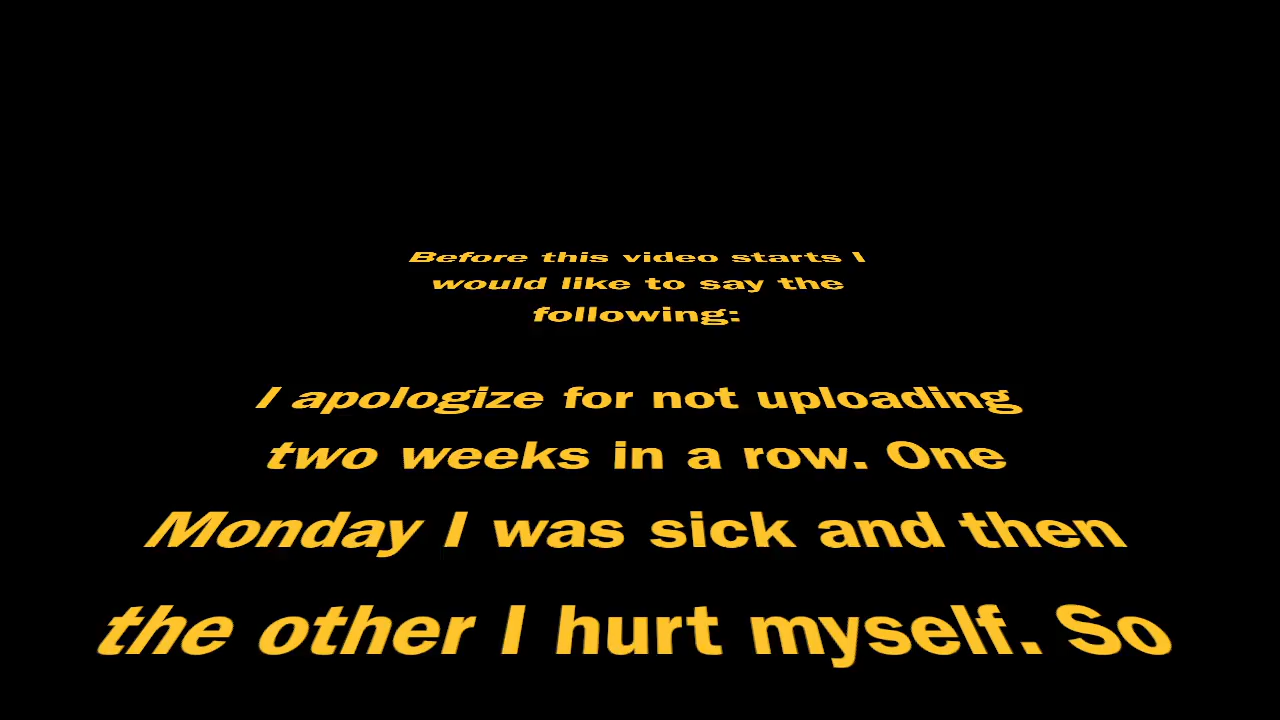 Before this video starts I
would like to say the
following:
I apologize for not uploading
two weeks in a row. One
Monday I was sick and then
the other I hurt myself. So